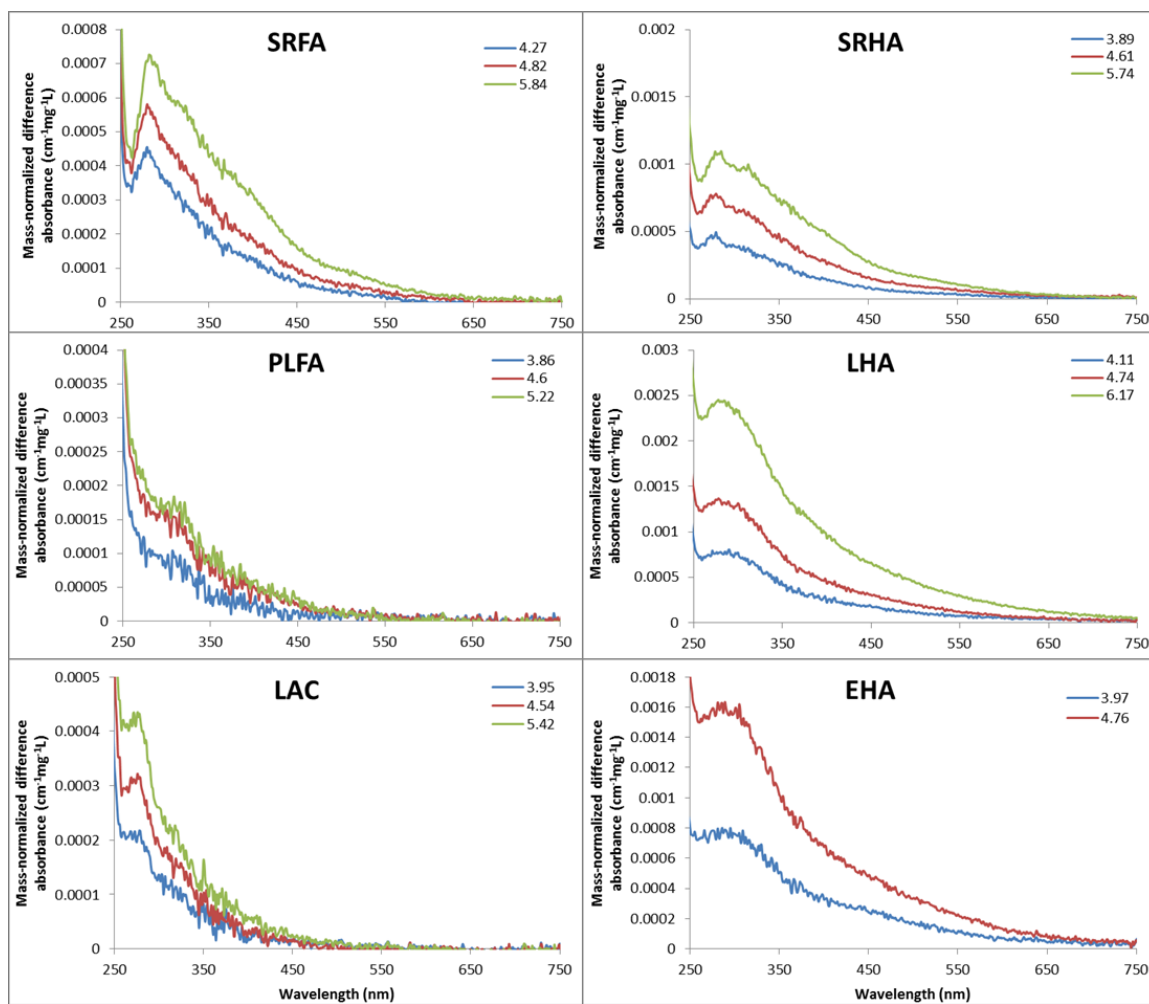 SRFA
4.27
4.82
5.84
Mass-normalized difference
absorbance (cm-1mg-1L)
0.0008
0.0007
0.0006
0.0005
0.0004
0.0003
0.0002
0.0001
0
250 350 450 550 650 750
SRHA
3.89
4.61
5.74
Mass-normalized difference
absorbance (cm-1mg-1L)
0.002
0.0015
0.001
0.0005
0
250 350 450 550 650 750
PLFA
3.86
4.6
5.22
Mass-normalized difference
absorbance (cm-1mg-1L)
0.0004
0.00035
0.0003
0.00025
0.0002
0.00015
0.0001
0.00005
0
250 350 450 550 650 750
LHA
4.11
4.74
6.17
Mass-normalized difference
absorbance (cm-1mg-1L)
0.003
0.0025
0.002
0.0015
0.001
0.0005
0
250 350 450 550 650 750
LAC
3.95
4.54
5.42
Mass-normalized difference
absorbance (cm-1mg-1L)
0.0005
0.0004
0.0003
0.0002
0.0001
0
250 350 450 550 650 750
Wavelength (nm)
EHA
3.97
4.76
Mass-normalized difference
absorbance (cm-1mg-1L)
0.0018
0.0016
0.0014
0.0012
0.001
0.0008
0.0006
0.0004
0.0002
0
250 350 450 550 650 750
Wavelength (nm)